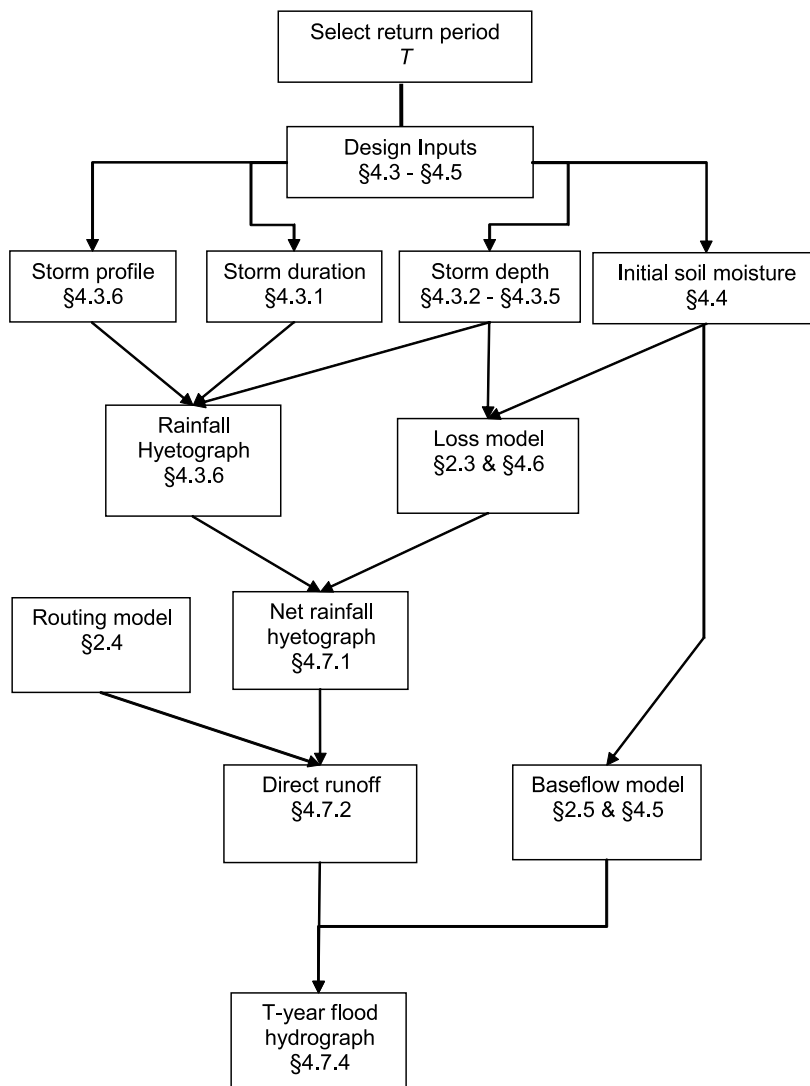 Select return period
T
Design Inputs
§4.3 - §4.5
Storm profile
§4.3.6
Storm duration
§4.3.1
Storm depth
§4.3.2 - §4.3.5
Initial soil moisture
§4.4
Rainfall
Hyetograph
§4.3.6
Loss model
§2.3 & §4.6
Routing model
§2.4
Net rainfall
hyetograph
§4.7.1
Direct runoff
§4.7.2
Baseflow model
§2.5 & §4.5
T-year flood
hydrograph
§4.7.4